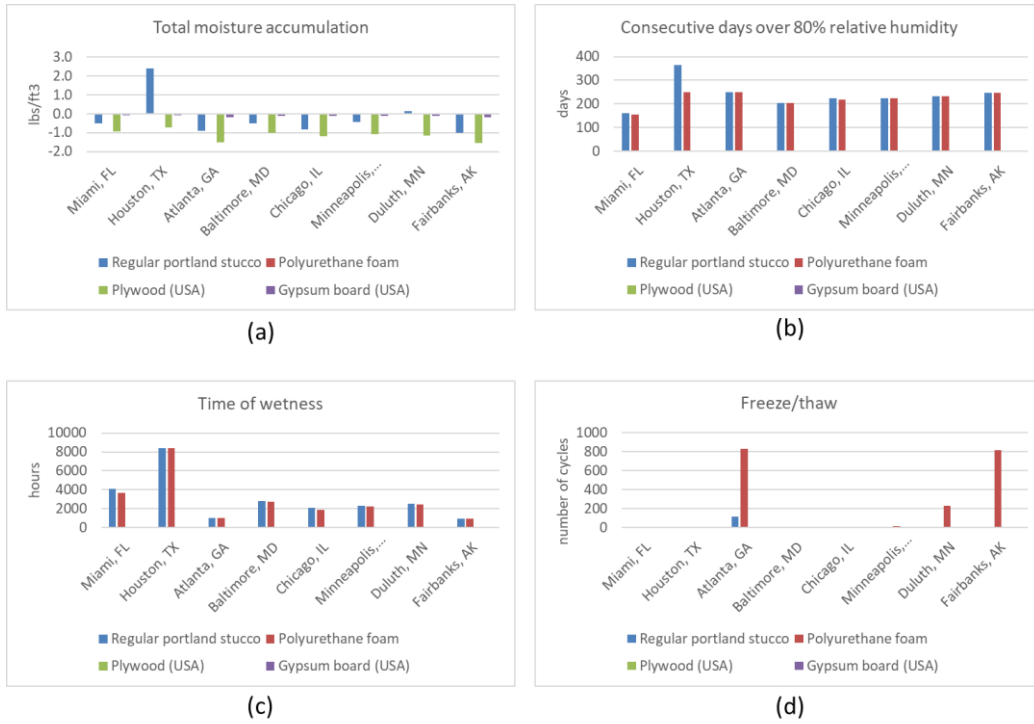 Total moisture accumulation
lbs/ft3
3.0
2.0
1.0
0.0
-1.0
-2.0
Miami, FL
Houston, TX
Atlanta, GA
Baltimore, MD
Chicago, IL
Minneapolis,...
Duluth, MN
Fairbanks, AK
Regular portland stucco Polyurethane foam
Plywood (USA) Gypsum board (USA)
(a)
Consecutive days over 80% relative humidity
days
400
300
200
100
0
Miami, FL
Houston, TX
Atlanta, GA
Baltimore, MD
Chicago, IL
Minneapolis,...
Duluth, MN
Fairbanks, AK
Regular portland stucco Polyurethane foam
Plywood (USA) Gypsum board (USA)
(b)
Time of wetness
hours
10000
8000
6000
4000
2000
0
Miami, FL
Houston, TX
Atlanta, GA
Baltimore, MD
Chicago, IL
Minneapolis,...
Duluth, MN
Fairbanks, AK
Regular portland stucco Polyurethane foam
Plywood (USA) Gypsum board (USA)
(c)
Freeze/thaw
number of cycles
1000
800
600
400
200
0
Miami, FL
Houston, TX
Atlanta, GA
Baltimore, MD
Chicago, IL
Minneapolis,...
Duluth, MN
Fairbanks, AK
Regular portland stucco Polyurethane foam
Plywood (USA) Gypsum board (USA)
(d)